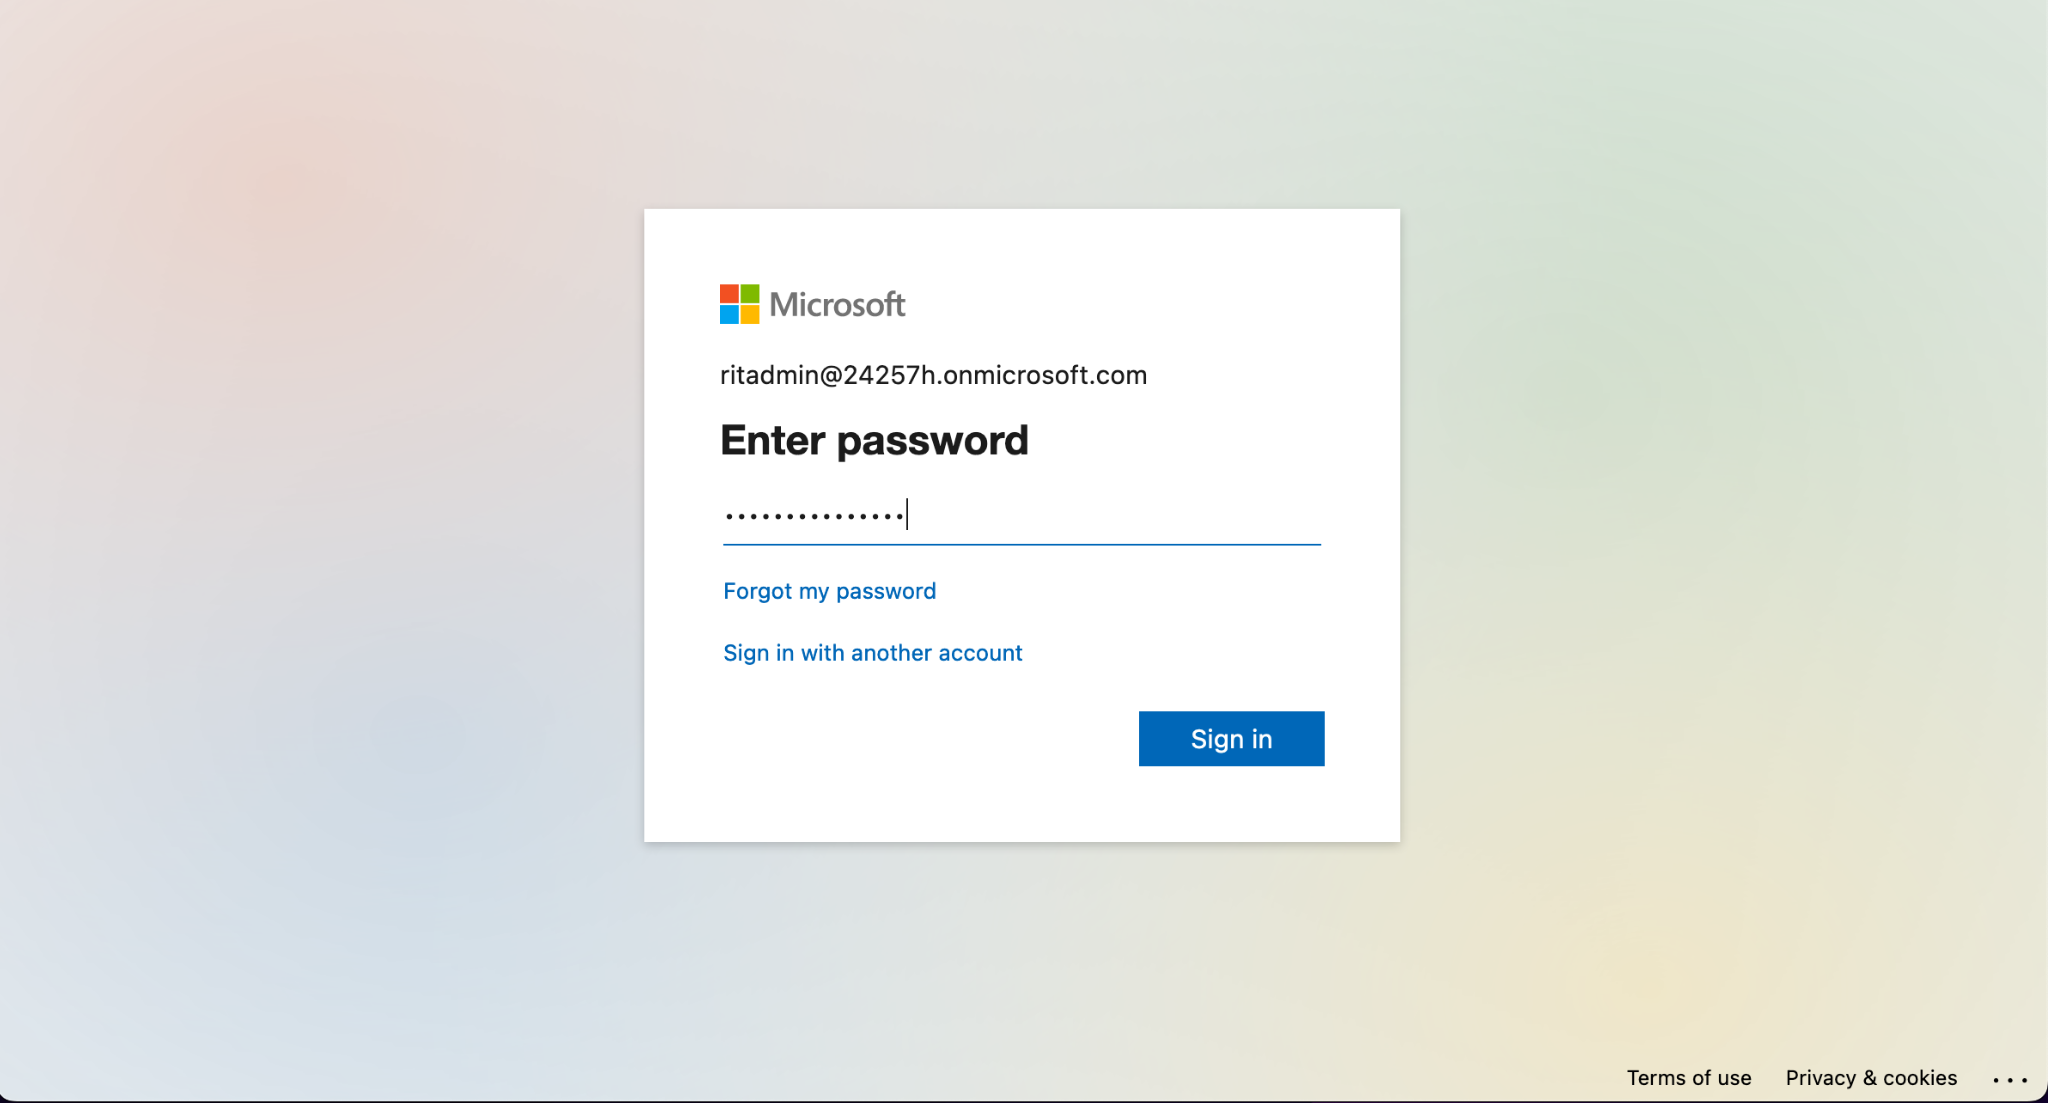 Microsoft
ritadmin@24257h.onmicrosoft.com
Enter password
•••••••••••••••
Forgot my password
Sign in with another account
Sign in
Terms of use Privacy & cookies ...